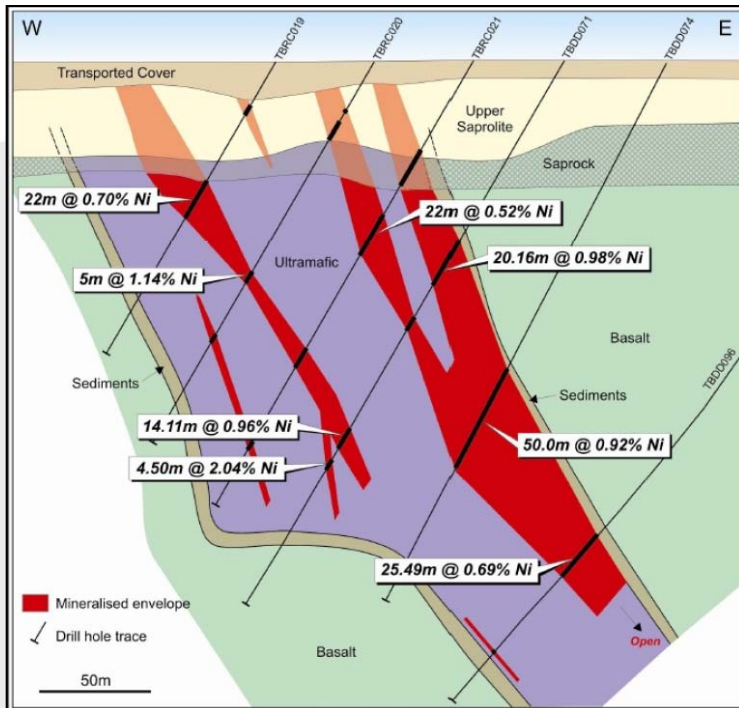 W
E
TBRC019
TBRC020
TBRC021
TBDD071
TBDD074
Transported Cover
Upper
Saprolite
Saprock
22m @ 0.70% Ni
22m @ 0.52% Ni
5m @ 1.14% Ni
Ultramafic
20.16m @ 0.98% Ni
Basalt
TBDD096
Sediments
Sediments
14.11m @ 0.96% Ni
50.0m @ 0.92% Ni
4.50m @ 2.04% Ni
25.49m @ 0.69% Ni
Mineralised envelope
Drill hole trace
Open
Basalt
50m